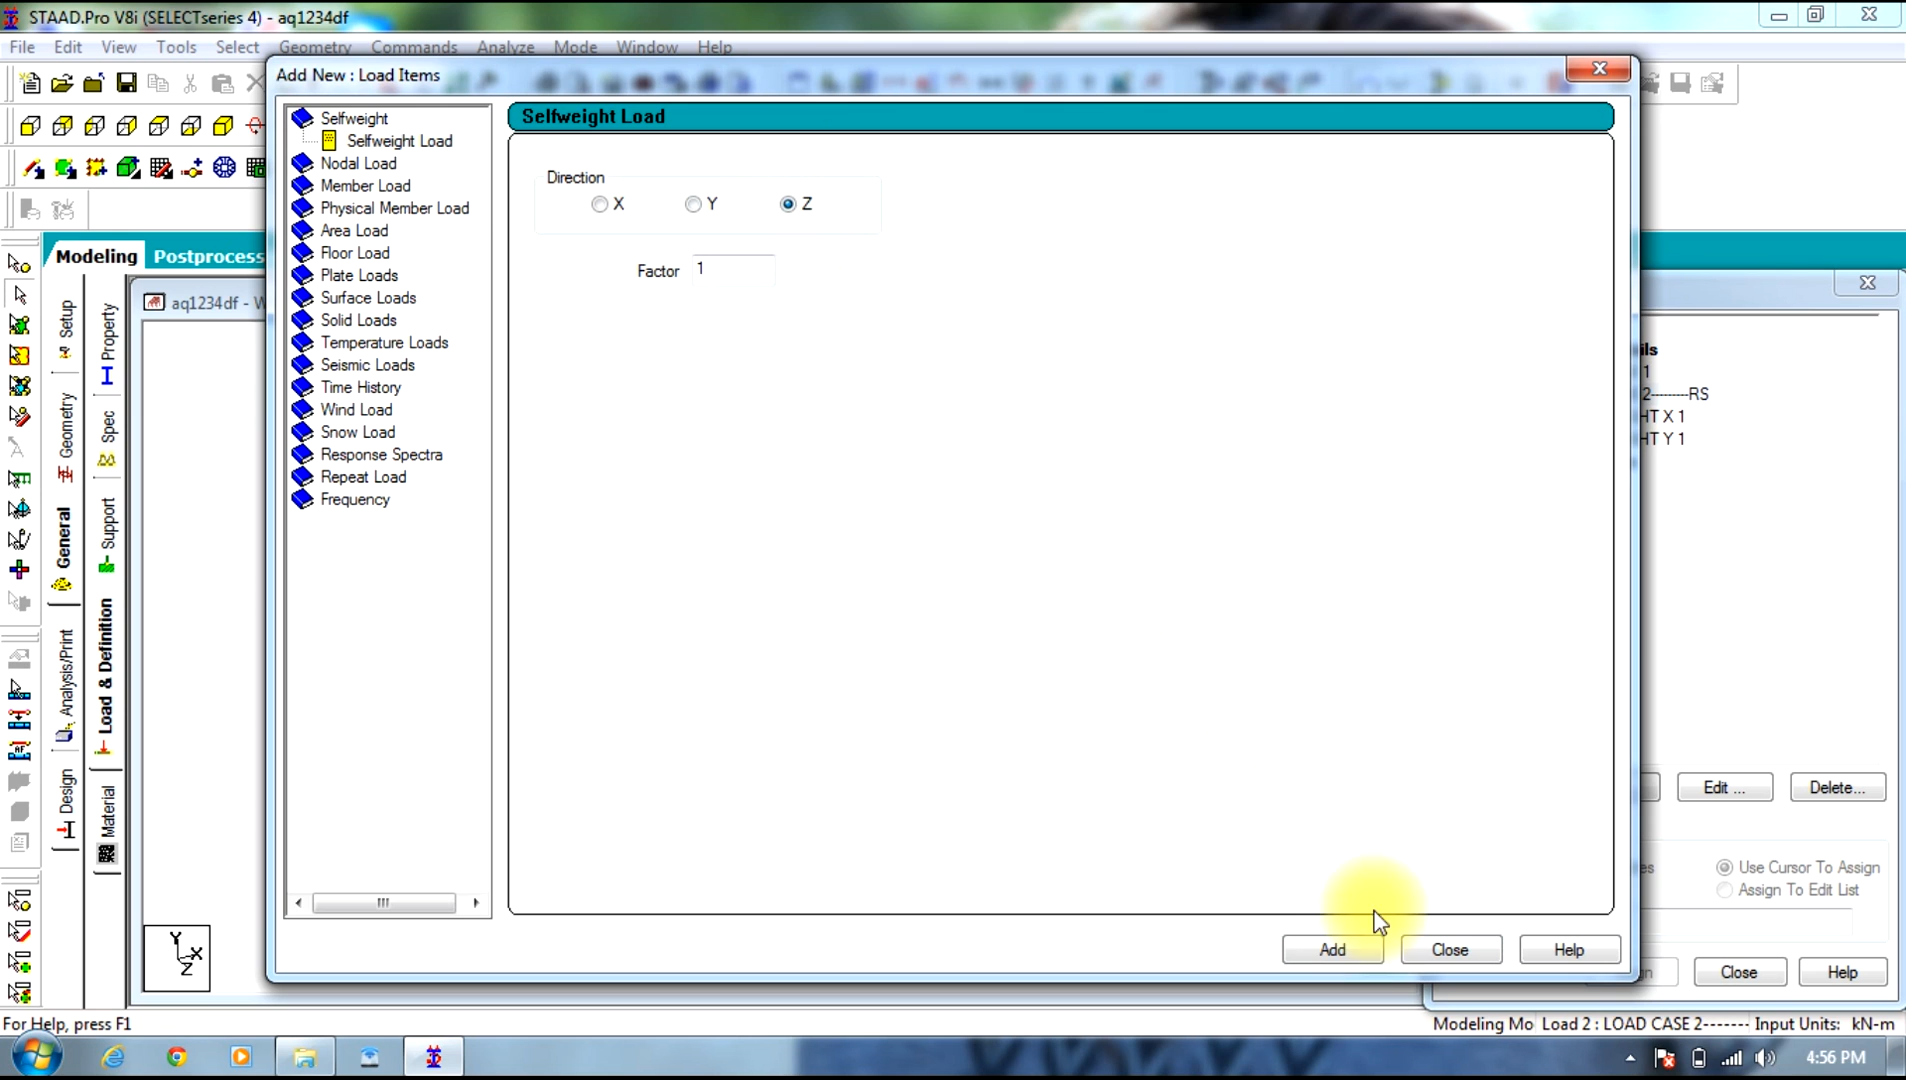 STAAD.Pro V8i (SELECTseries 4) - aq1234df
File Edit View Tools Select Geometry Commands Analyze Mode Window Help
Add New : Load Items
Selfweight
Selfweight Load
Nodal Load
Member Load
Physical Member Load
Area Load
Floor Load
Plate Loads
Surface Loads
Solid Loads
Temperature Loads
Seismic Loads
Time History
Wind Load
Snow Load
Response Spectra
Repeat Load
Frequency
Selfweight Load
Direction
X Y Z
Factor 1
Add Close Help
Modeling Postprocess
aq1234df - W
Setup
Geometry
General
Analysis/Print
Design
Property
Spec
Support
Load & Definition
Material
Y
X
Z
ils
1
2--------RS
HT X 1
HT Y 1
Edit ... Delete...
es Use Cursor To Assign
Assign To Edit List
gn Close Help
For Help, press F1
Modeling Mo Load 2 : LOAD CASE 2------- Input Units: kN-m
4:56 PM